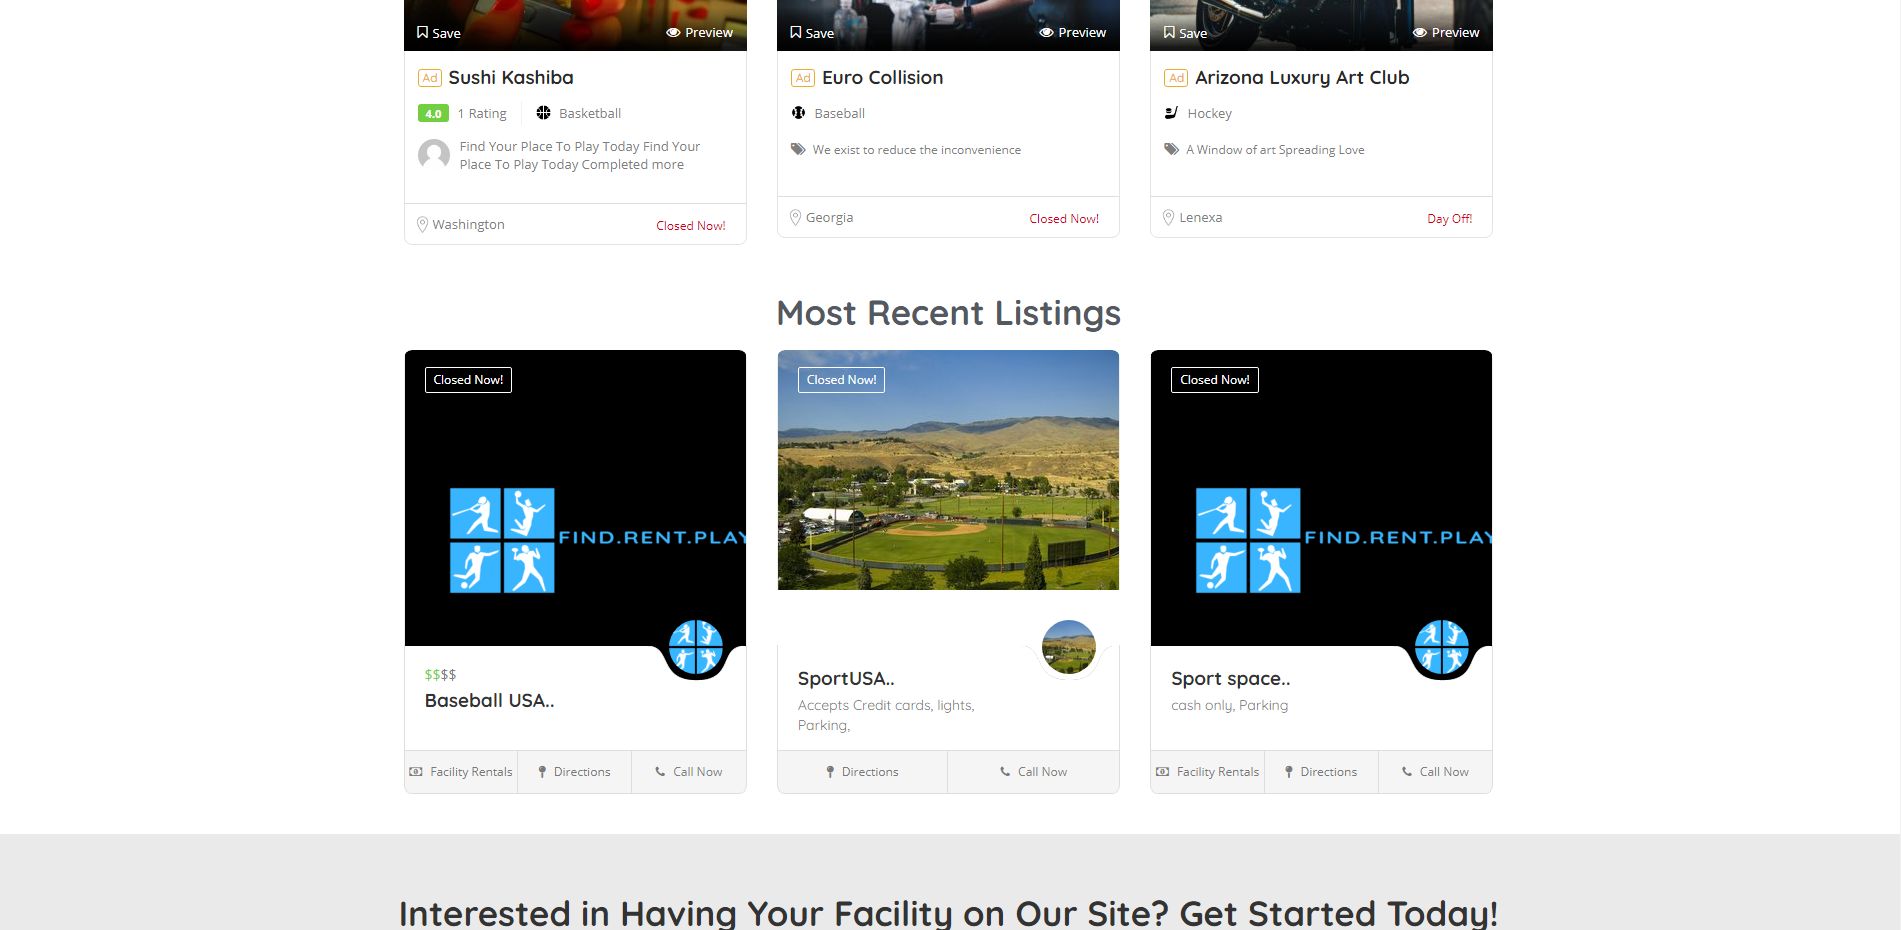 Save Preview
Save Preview
Save Preview
Ad Sushi Kashiba
4.0 1 Rating Basketball
Find Your Place To Play Today Find Your
Place To Play Today Completed more
Washington Closed Now!
Ad Euro Collision
Baseball
We exist to reduce the inconvenience
Georgia Closed Now!
Ad Arizona Luxury Art Club
Hockey
A Window of art Spreading Love
Lenexa Day Off!
Most Recent Listings
Closed Now!
FIND.RENT.PLAY
$$$$
Baseball USA..
Facility Rentals Directions Call Now
Closed Now!
SportUSA..
Accepts Credit cards, lights,
Parking,
Directions Call Now
Closed Now!
FIND.RENT.PLAY
Sport space..
cash only, Parking
Facility Rentals Directions Call Now
Interested in Having Your Facility on Our Site? Get Started Today!